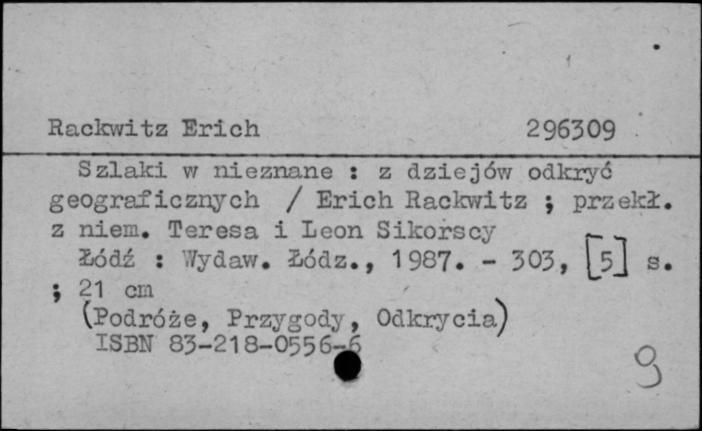 Rackwitz Erich 296309
Szlaki w nieznane : z dziejów odkryć
geograficznych / Erich Rackwitz ; przekł.
z niem. Teresa i Leon Sikorscy
Łódź : Wydaw. Łódz., 1987. - 303, [5] s.
; 21 cm
(Podróże, Przygody, Odkrycia)
ISBN 83-218-0556-6
9